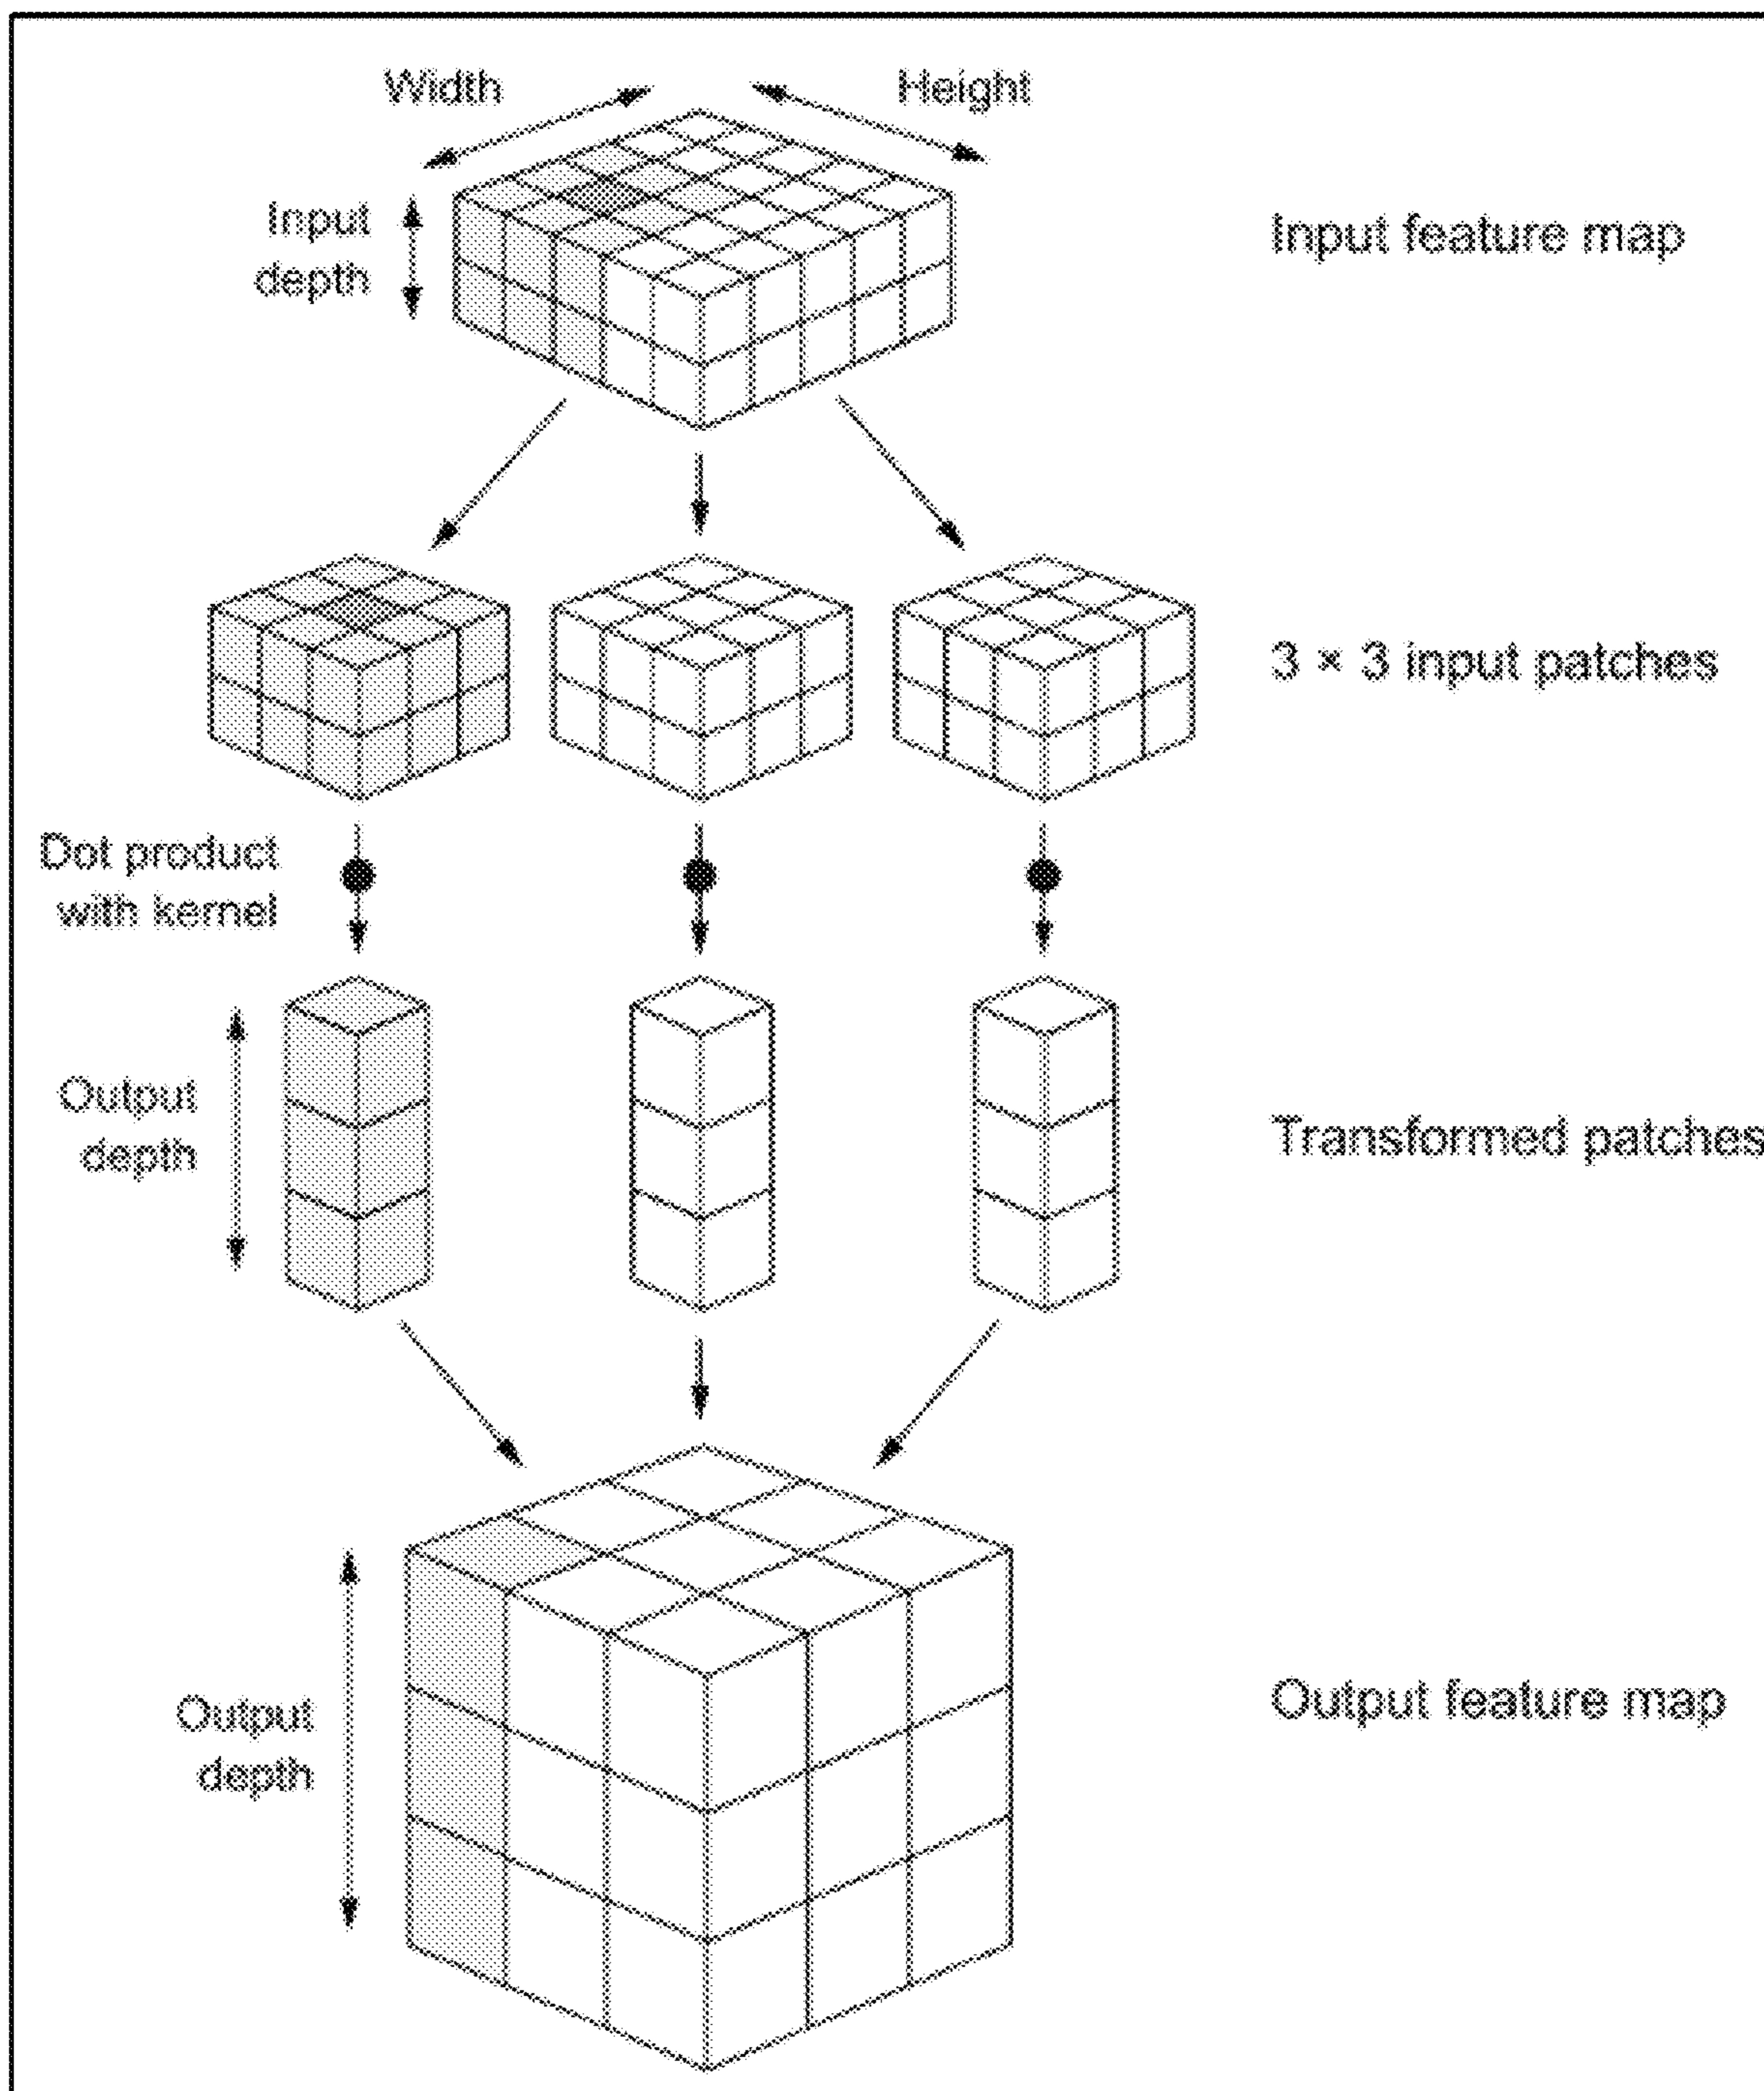 Width
Height
Input
depth
Input feature map
3 × 3 input patches
Dot product
with kernel
Output
depth
Transformed patches
Output
depth
Output feature map